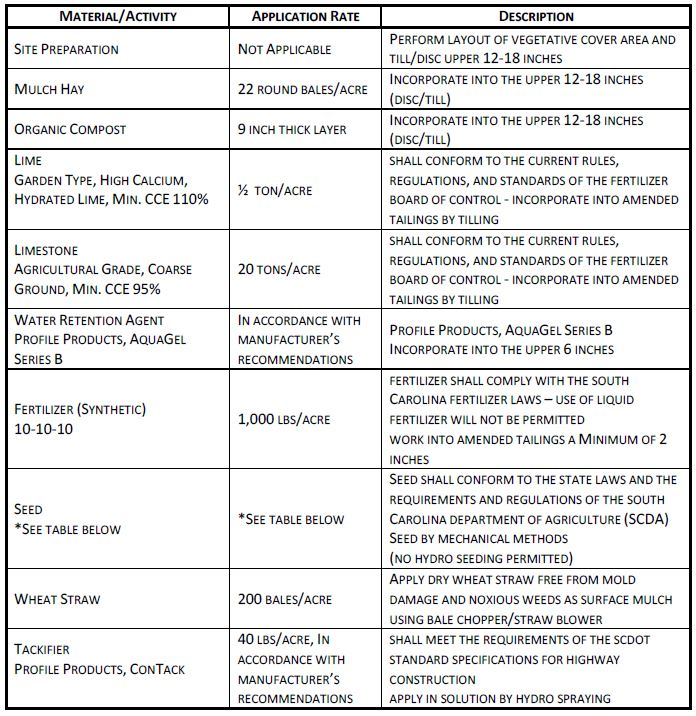 MATERIAL/ACTIVITY
APPLICATION RATE
DESCRIPTION
SITE PREPARATION
NOT APPLICABLE
PERFORM LAYOUT OF VEGETATIVE COVER AREA AND
TILL/DISC UPPER 12-18 INCHES
MULCH HAY
22 ROUND BALES/ACRE
INCORPORATE INTO THE UPPER 12-18 INCHES
(DISC/TILL)
ORGANIC COMPOST
9 INCH THICK LAYER
INCORPORATE INTO THE UPPER 12-18 INCHES
(DISC/TILL)
LIME
GARDEN TYPE, HIGH CALCIUM,
HYDRATED LIME, MIN. CCE 110%
½ TON/ACRE
SHALL CONFORM TO THE CURRENT RULES,
REGULATIONS, AND STANDARDS OF THE FERTILIZER
BOARD OF CONTROL - INCORPORATE INTO AMENDED
TAILINGS BY TILLING
LIMESTONE
AGRICULTURAL GRADE, COARSE
GROUND, MIN. CCE 95%
20 TONS/ACRE
SHALL CONFORM TO THE CURRENT RULES,
REGULATIONS, AND STANDARDS OF THE FERTILIZER
BOARD OF CONTROL - INCORPORATE INTO AMENDED
TAILINGS BY TILLING
WATER RETENTION AGENT
PROFILE PRODUCTS, AQUAGEL
SERIES B
IN ACCORDANCE WITH
MANUFACTURER'S
RECOMMENDATIONS
PROFILE PRODUCTS, AQUAGEL SERIES B
INCORPORATE INTO THE UPPER 6 INCHES
FERTILIZER (SYNTHETIC)
10-10-10
1,000 LBS/ACRE
FERTILIZER SHALL COMPLY WITH THE SOUTH
CAROLINA FERTILIZER LAWS – USE OF LIQUID
FERTILIZER WILL NOT BE PERMITTED
WORK INTO AMENDED TAILINGS A MINIMUM OF 2
INCHES
SEED
*SEE TABLE BELOW
*SEE TABLE BELOW
SEED SHALL CONFORM TO THE STATE LAWS AND THE
REQUIREMENTS AND REGULATIONS OF THE SOUTH
CAROLINA DEPARTMENT OF AGRICULTURE (SCDA)
SEED BY MECHANICAL METHODS
(NO HYDRO SEEDING PERMITTED)
WHEAT STRAW
200 BALES/ACRE
APPLY DRY WHEAT STRAW FREE FROM MOLD
DAMAGE AND NOXIOUS WEEDS AS SURFACE MULCH
USING BALE CHOPPER/STRAW BLOWER
TACKIFIER
PROFILE PRODUCTS, CONTACK
40 LBS/ACRE, IN
ACCORDANCE WITH
MANUFACTURER'S
RECOMMENDATIONS
SHALL MEET THE REQUIREMENTS OF THE SCDOT
STANDARD SPECIFICATIONS FOR HIGHWAY
CONSTRUCTION
APPLY IN SOLUTION BY HYDRO SPRAYING